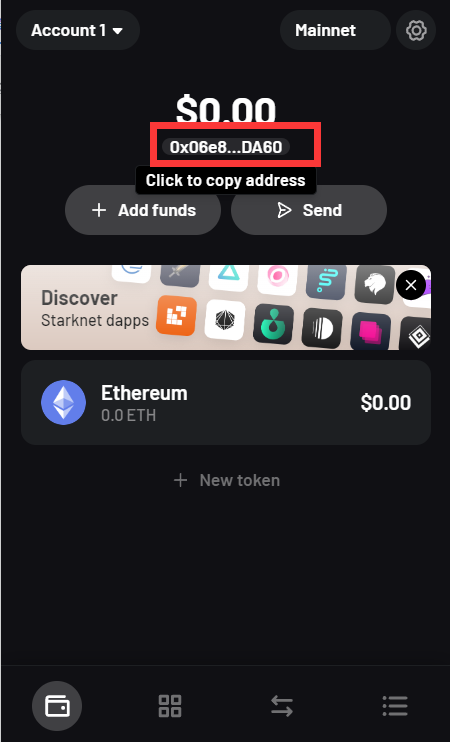 Account 1
Mainnet
$0.00
0x06e8...DA60
Click to copy address
Add funds
Send
Discover
Starknet dapps
Ethereum
0.0 ETH
$0.00
New token